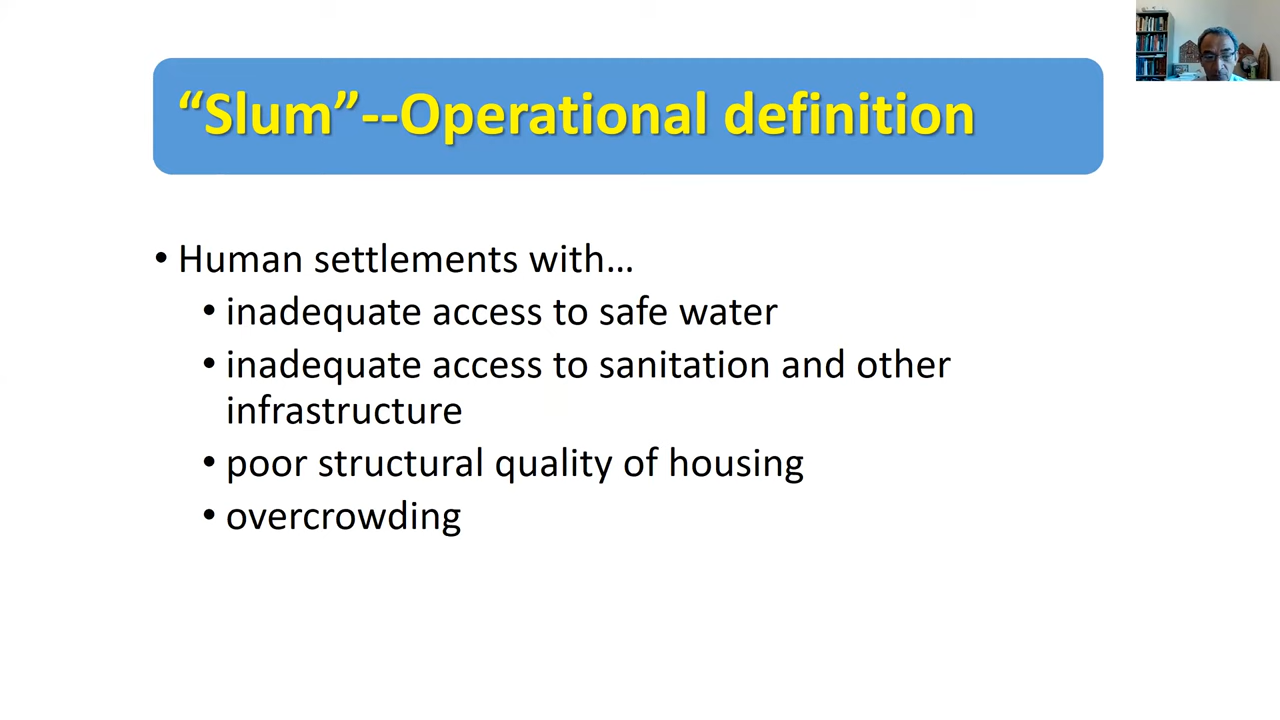 “Slum”--Operational definition
• Human settlements with…
• inadequate access to safe water
• inadequate access to sanitation and other
infrastructure
• poor structural quality of housing
• overcrowding